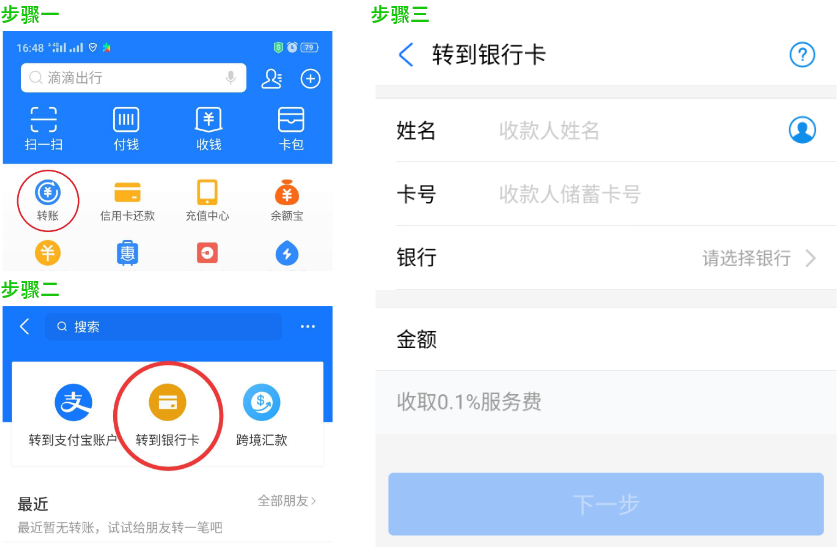 步骤一
16:48
79
滴滴出行
扫一扫 付钱 收钱 卡包
转账 信用卡还款 充值中心 余额宝
惠
步骤二
搜索
转到支付宝账户 转到银行卡 跨境汇款
最近 全部朋友
最近暂无转账，试试给朋友转一笔吧
步骤三
转到银行卡
姓名 收款人姓名
卡号 收款人储蓄卡号
银行 请选择银行
金额
收取0.1%服务费
下一步